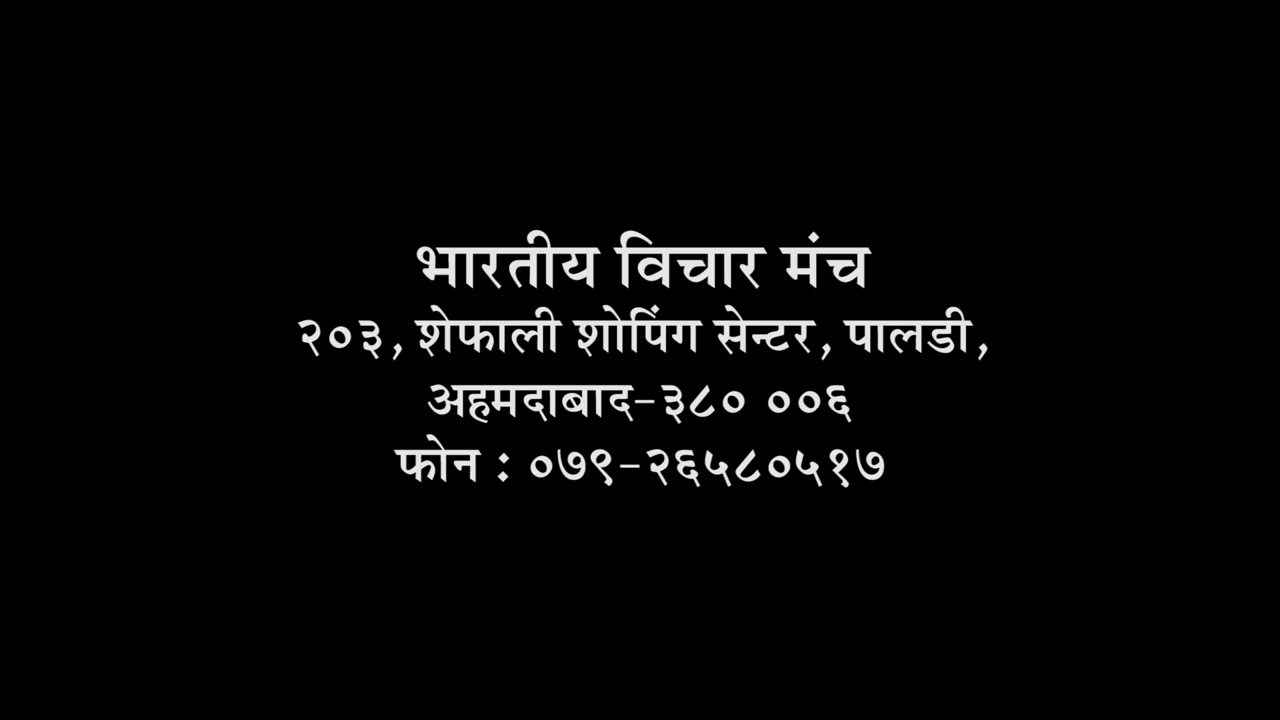 भारतीय विचार मंच
२०३, शेफाली शोपिंग सेन्टर, पालडी,
अहमदाबाद-३८० ००६
फोन : ०७९-२६५८०५१७